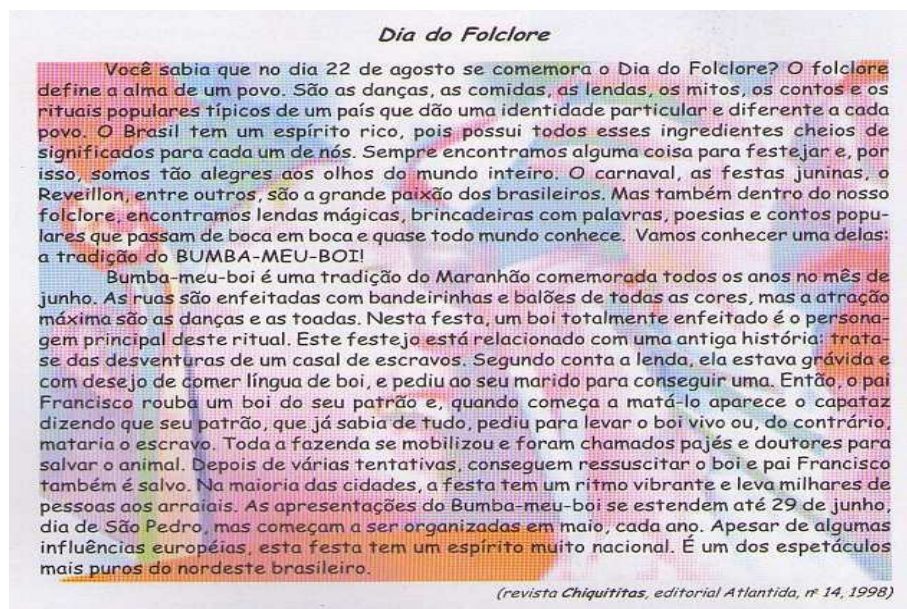 Dia do Folclore
Você sabia que no dia 22 de agosto se comemora o Dia do Folclore? O folclore
define a alma de um povo. São as danças, as comidas, as lendas, os mitos, os contos e os
rituais populares típicos de um país que dão uma identidade particular e diferente a cada
povo. O Brasil tem um espírito rico, pois possui todos esses ingredientes cheios de
significados para cada um de nós. Sempre encontramos alguma coisa para festejar e, por
isso, somos tão alegres aos olhos do mundo inteiro. O carnaval, as festas juninas, o
Reveillon, entre outros, são a grande paixão dos brasileiros. Mas também dentro do nosso
folclore, encontramos lendas mágicas, brincadeiras com palavras, poesias e contos popu-
lares que passam de boca em boca e quase todo mundo conhece. Vamos conhecer uma delas:
a tradição do BUMBA-MEU-BOI!
Bumba-meu-boi é uma tradição do Maranhão comemorada todos os anos no mês de
junho. As ruas são enfeitadas com bandeirinhas e balões de todas as cores, mas a atração
máxima são as danças e as toadas. Nesta festa, um boi totalmente enfeitado é o persona-
gem principal deste ritual. Este festejo está relacionado com uma antiga história: trata-
se das desventuras de um casal de escravos. Segundo conta a lenda, ela estava grávida e
com desejo de comer língua de boi, e pediu ao seu marido para conseguir uma. Então, o pai
Francisco rouba um boi do seu patrão e, quando começa a matá-lo aparece o capataz
dizendo que seu patrão, que já sabia de tudo, pediu para levar o boi vivo ou, do contrário,
mataria o escravo. Toda a fazenda se mobilizou e foram chamados pajés e doutores para
salvar o animal. Depois de várias tentativas, conseguem ressuscitar o boi e pai Francisco
também é salvo. Na maioria das cidades, a festa tem um ritmo vibrante e leva milhares de
pessoas aos arraiais. As apresentações do Bumba-meu-boi se estendem até 29 de junho,
dia de São Pedro, mas começam a ser organizadas em maio, cada ano. Apesar de algumas
influências européias, esta festa tem um espírito muito nacional. É um dos espetáculos
mais puros do nordeste brasileiro.
(revista Chiquititas, editorial Atlantida, nº 14, 1998)